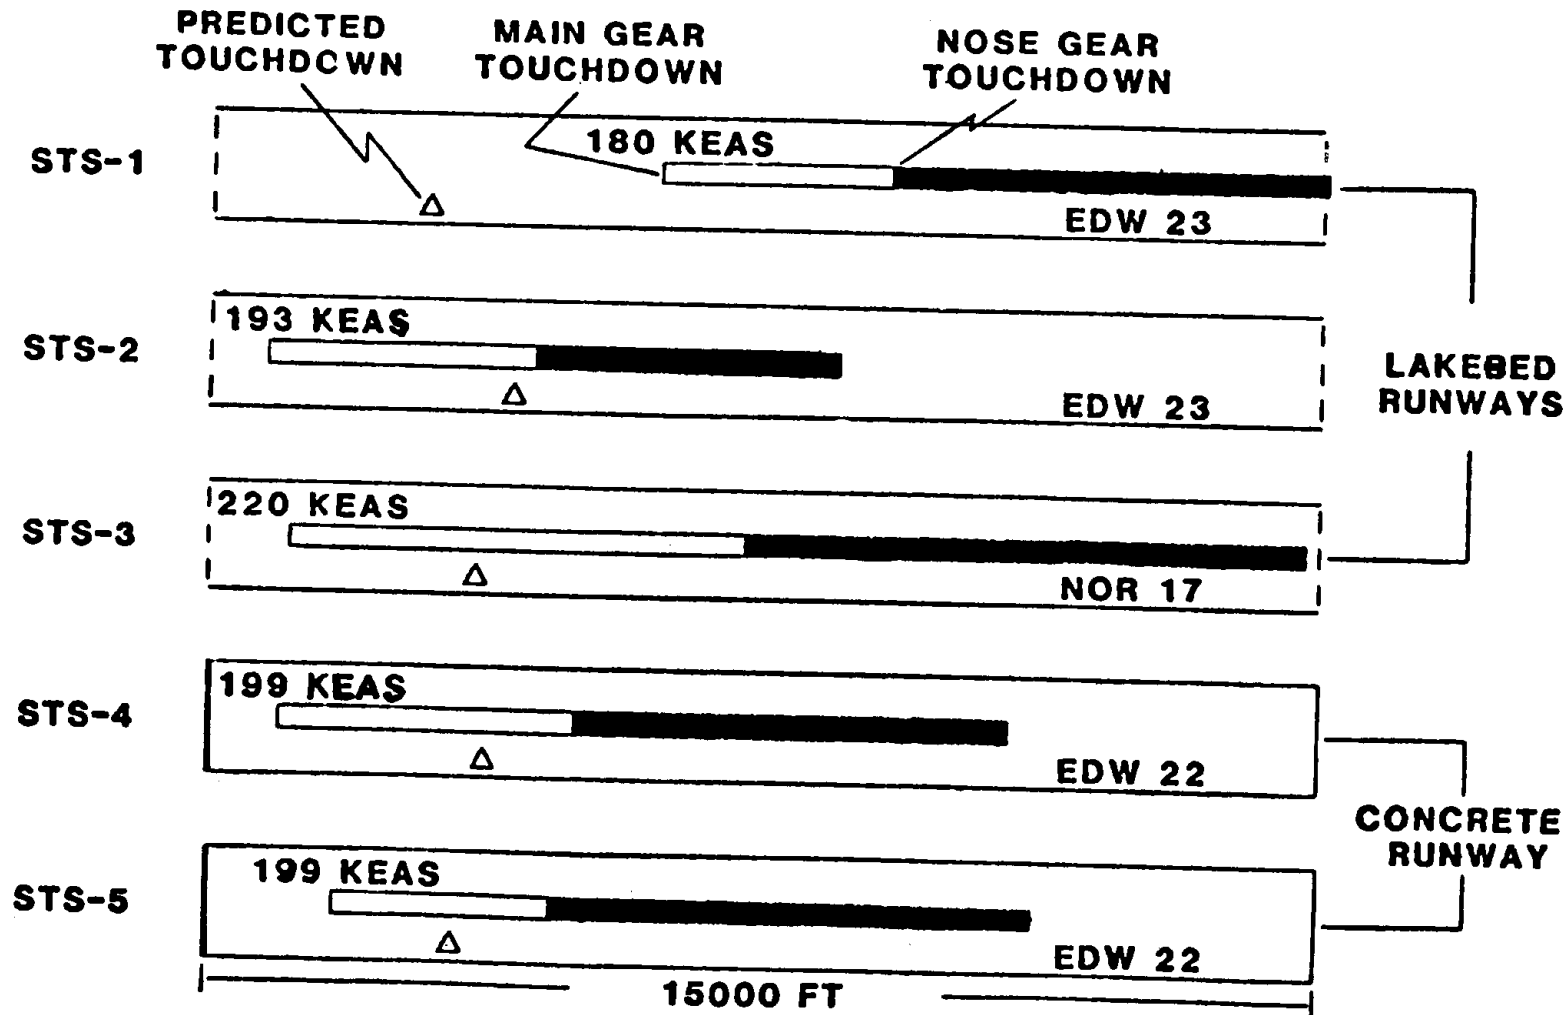 PREDICTED
TOUCHDCWN
MAIN GEAR
TOUCHDOWN
NOSE GEAR
TOUCHDOWN
STS-1
180 KEAS
EDW 23
STS-2
193 KEAS
EDW 23
LAKEBED
RUNWAYS
STS-3
220 KEAS
NOR 17
STS-4
199 KEAS
EDW 22
CONCRETE
RUNWAY
STS-5
199 KEAS
EDW 22
15000 FT